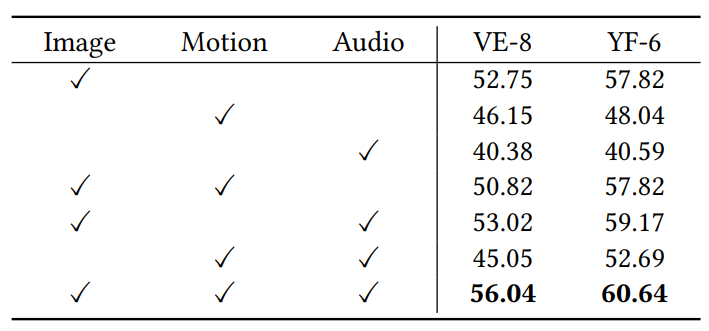 Image Motion Audio VE-8 YF-6
✓ 52.75 57.82
✓ 46.15 48.04
✓ 40.38 40.59
✓ ✓ 50.82 57.82
✓ ✓ 53.02 59.17
✓ ✓ 45.05 52.69
✓ ✓ ✓ 56.04 60.64